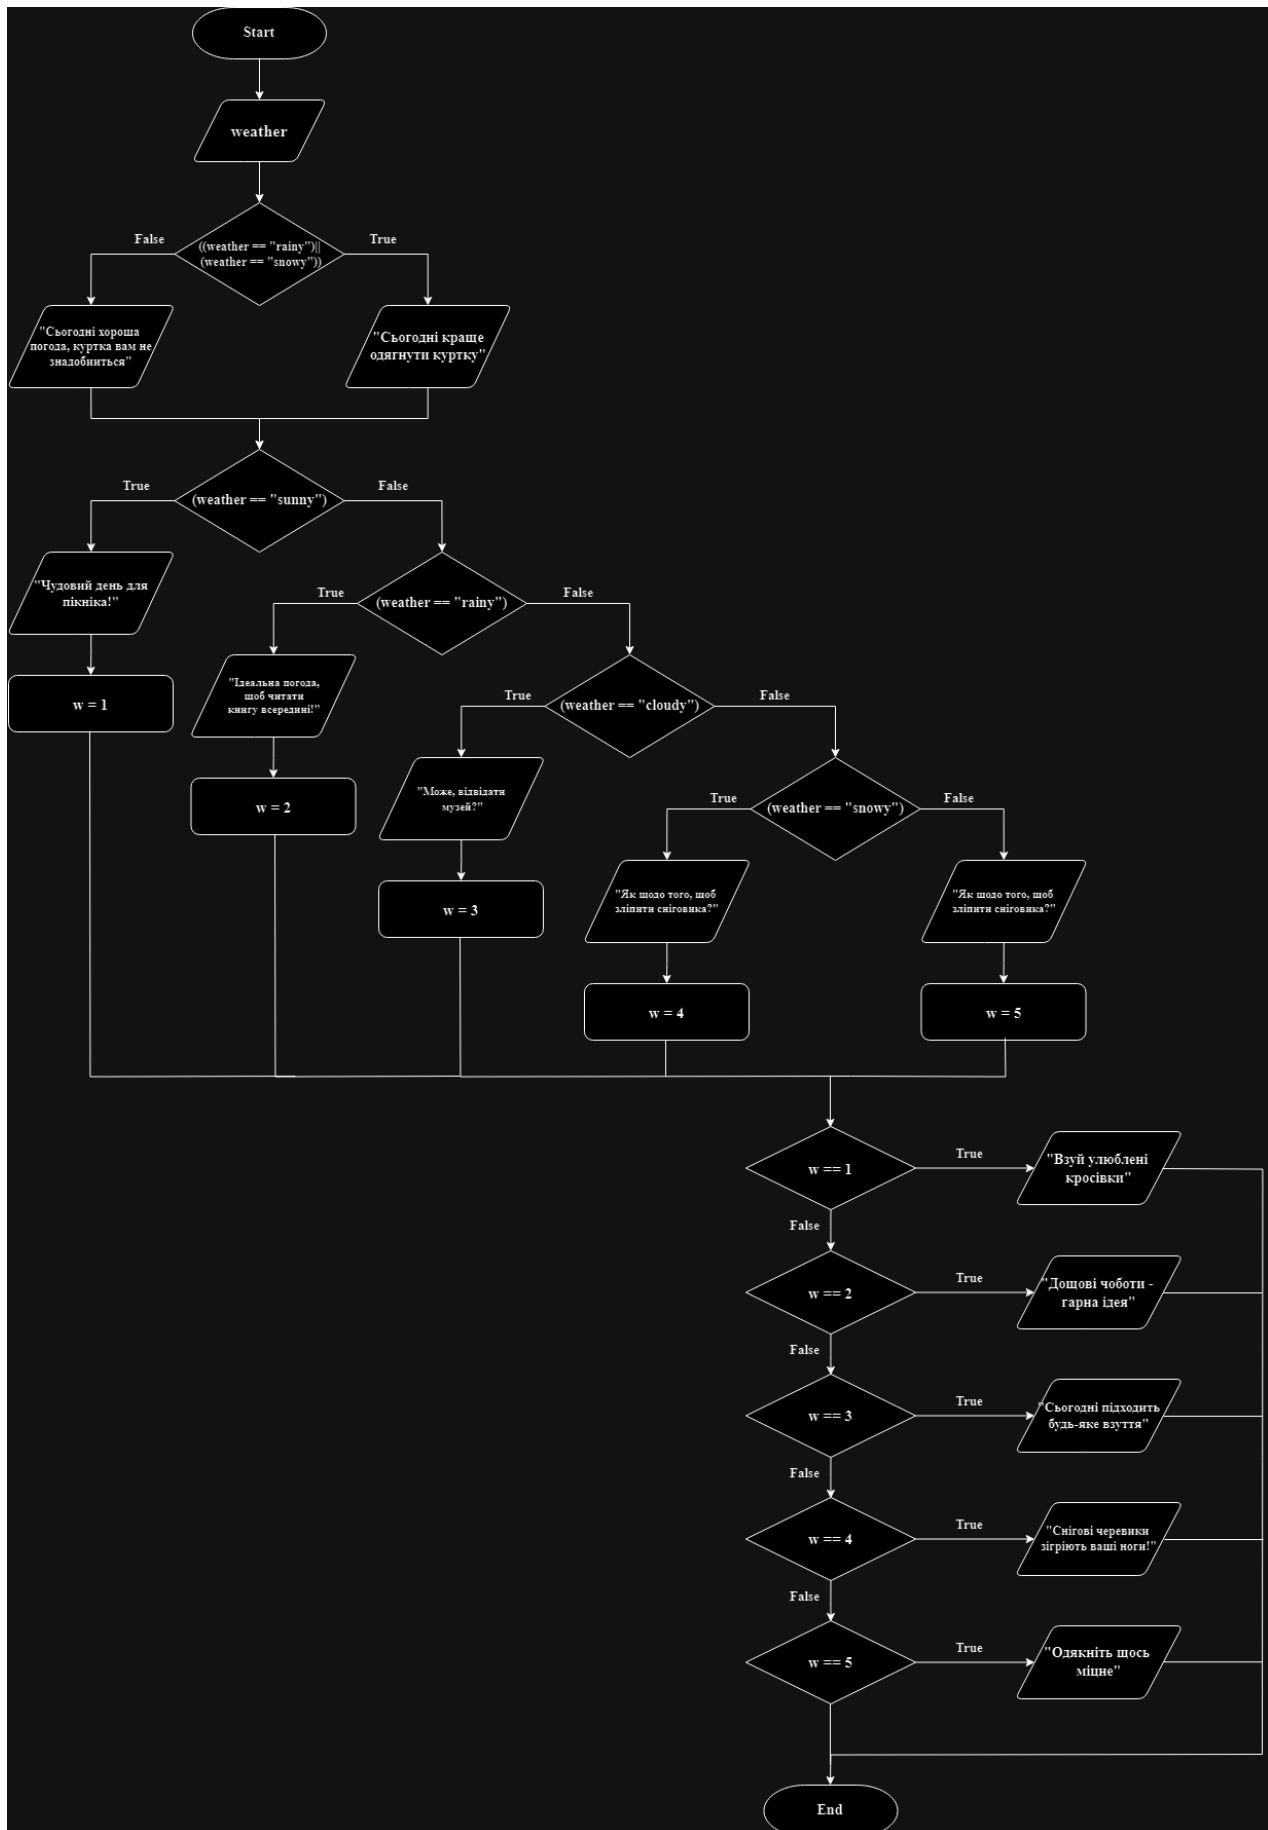 Start
weather
False
True
((weather == "rainy")||
(weather == "snowy"))
"Сьогодні хороша
погода, куртка вам не
знадобииться"
"Сьогодні краще
одягнути куртку"
True
False
(weather == "sunny")
"Чудовий день для
пікніка!"
True
False
(weather == "rainy")
w = 1
"Ідеальна погода,
щоб читати
книгу всередині!"
True
False
(weather == "cloudy")
w = 2
"Може, відвідати
музей?"
True
False
(weather == "snowy")
w = 3
"Як щодо того, щоб
зліпити сніговика?"
"Як щодо того, щоб
зліпити сніговика?"
w = 4
w = 5
w == 1
True
"Взуй улюблені
кросівки"
False
w == 2
True
"Дощові чоботи -
гарна ідея"
False
w == 3
True
"Сьогодні підходить
будь-яке взуття"
False
w == 4
True
"Снігові черевики
зігріють ваші ноги!"
False
w == 5
True
"Одякніть щось
міцне"
End